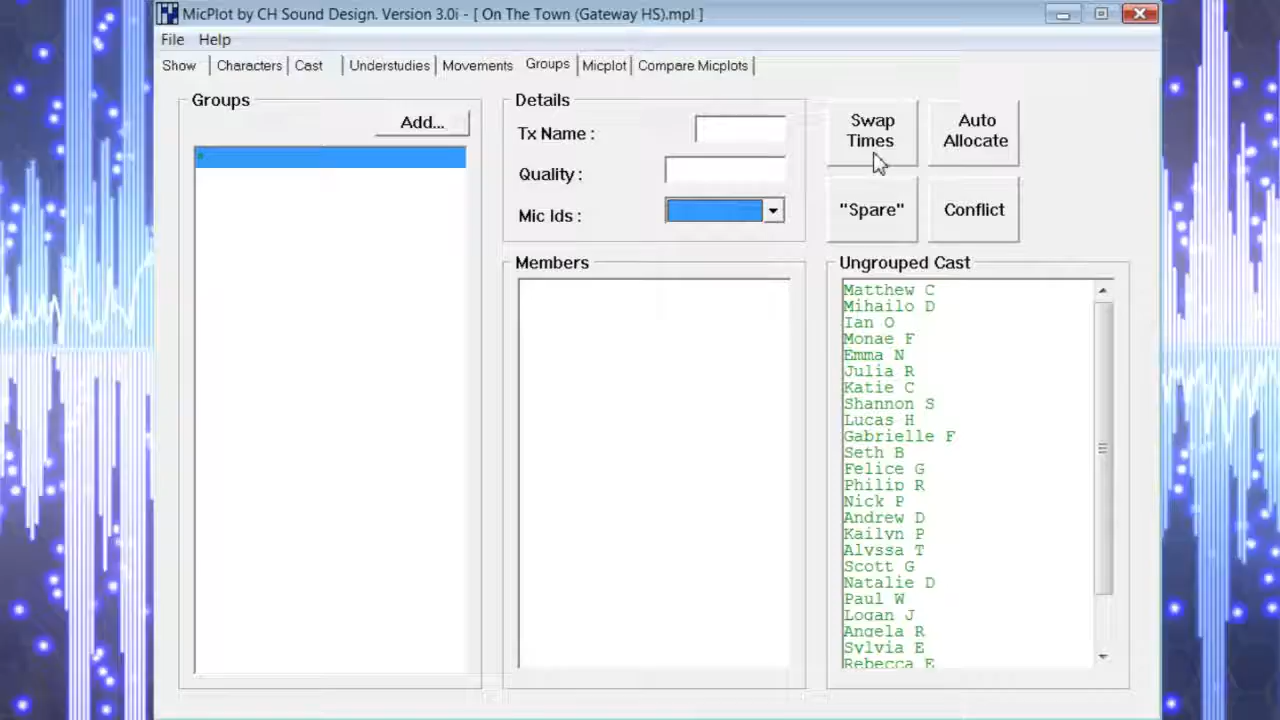 MicPlot by CH Sound Design. Version 3.0i - [ On The Town (Gateway HS).mpl ]
File Help
Show Characters Cast Understudies Movements Groups Micplot Compare Micplots
Groups
Add...
Details
Tx Name :
Quality :
Mic Ids :
Swap
Times
Auto
Allocate
"Spare"
Conflict
Members
Ungrouped Cast
Matthew C
Mihailo D
Ian O
Monae F
Emma N
Julia R
Katie C
Shannon S
Lucas H
Gabrielle F
Seth B
Felice G
Philip R
Nick P
Andrew D
Kailyn P
Alyssa T
Scott G
Natalie D
Paul W
Logan J
Angela R
Sylvia E
Rebecca E